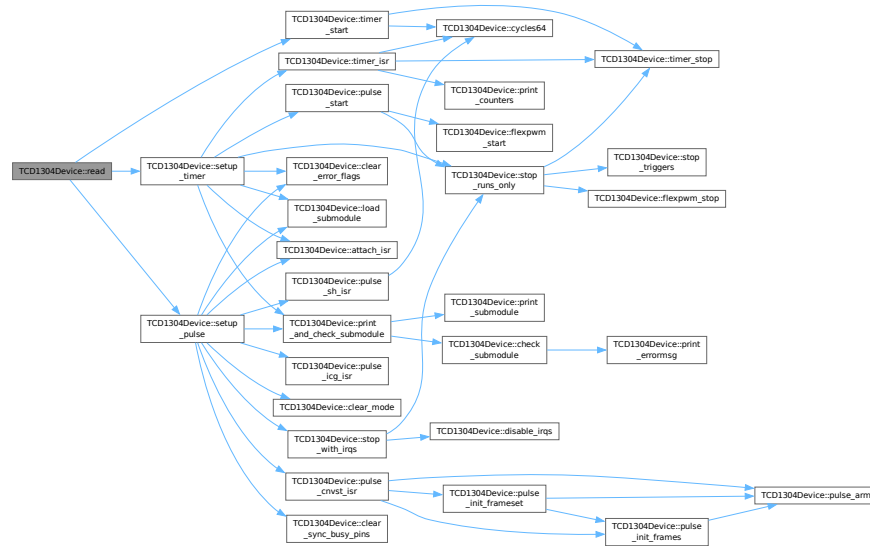 TCD1304Device::read
TCD1304Device::timer
_start
TCD1304Device::setup
_timer
TCD1304Device::setup
_pulse
TCD1304Device::timer_isr
TCD1304Device::pulse
_start
TCD1304Device::clear
_error_flags
TCD1304Device::load
_submodule
TCD1304Device::attach_isr
TCD1304Device::pulse
_sh_isr
TCD1304Device::print
_and_check_submodule
TCD1304Device::pulse
_icg_isr
TCD1304Device::clear_mode
TCD1304Device::stop
_with_irqs
TCD1304Device::pulse
_cnvst_isr
TCD1304Device::clear
_sync_busy_pins
TCD1304Device::cycles64
TCD1304Device::print
_counters
TCD1304Device::flexpwm
_start
TCD1304Device::stop
_runs_only
TCD1304Device::print
_submodule
TCD1304Device::check
_submodule
TCD1304Device::disable_irqs
TCD1304Device::pulse
_init_frameset
TCD1304Device::timer_stop
TCD1304Device::stop
_triggers
TCD1304Device::flexpwm_stop
TCD1304Device::print
_errormsg
TCD1304Device::pulse
_init_frames
TCD1304Device::pulse_arm